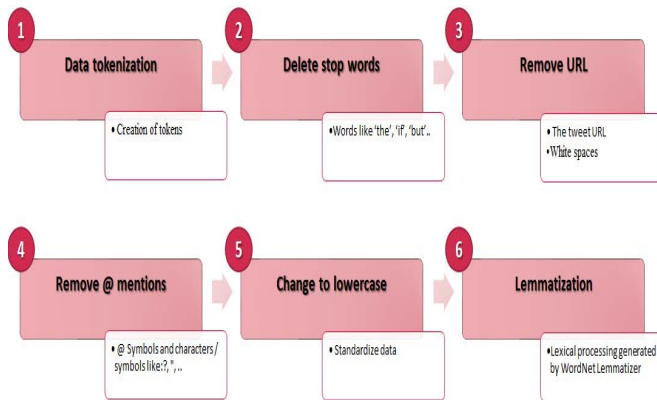 1
Data tokenization
• Creation of tokens
2
Delete stop words
•Words like 'the', 'if', 'but'..
3
Remove URL
• The tweet URL
•White spaces
4
Remove @ mentions
• @ Symbols and characters /
symbols like:?, ", ..
5
Change to lowercase
• Standardize data
6
Lemmatization
•Lexical processing generated
by WordNet Lemmatizer